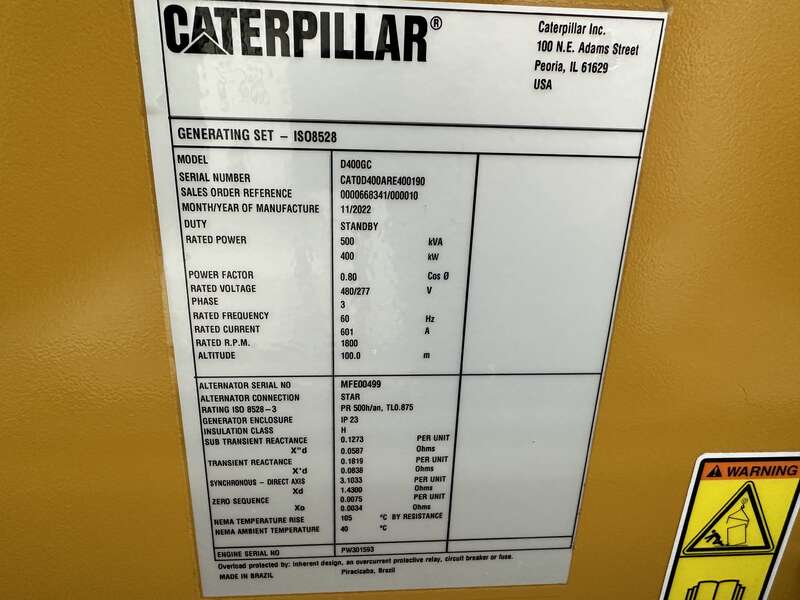 CATERPILLAR®
Caterpillar Inc.
100 N.E. Adams Street
Peoria, IL 61629
USA
GENERATING SET – ISO8528
MODEL D400GC
SERIAL NUMBER CAT0D400ARE400190
SALES ORDER REFERENCE 0000668341/000010
MONTH/YEAR OF MANUFACTURE 11/2022
DUTY STANDBY
RATED POWER 500 kVA
400 kW
POWER FACTOR 0.80 Cos Ø
RATED VOLTAGE 480/277 V
PHASE 3
RATED FREQUENCY 60 Hz
RATED CURRENT 601 A
RATED R.P.M. 1800
ALTITUDE 100.0 m
ALTERNATOR SERIAL NO MFE00499
ALTERNATOR CONNECTION STAR
RATING ISO 8528–3 PR 500h/an, TL0.875
GENERATOR ENCLOSURE IP 23
INSULATION CLASS H
SUB TRANSIENT REACTANCE 0.1273 PER UNIT
X"d 0.0587 Ohms
TRANSIENT REACTANCE 0.1819 PER UNIT
X'd 0.0838 Ohms
SYNCHRONOUS – DIRECT AXIS 3.1033 PER UNIT
Xd 1.4300 Ohms
ZERO SEQUENCE 0.0075 PER UNIT
Xo 0.0034 Ohms
NEMA TEMPERATURE RISE 105 °C BY RESISTANCE
NEMA AMBIENT TEMPERATURE 40 °C
ENGINE SERIAL NO PW301593
Overload protected by: Inherent design, an overcurrent protective relay, circuit breaker or fuse.
MADE IN BRAZIL Piracicaba, Brazil
WARNING